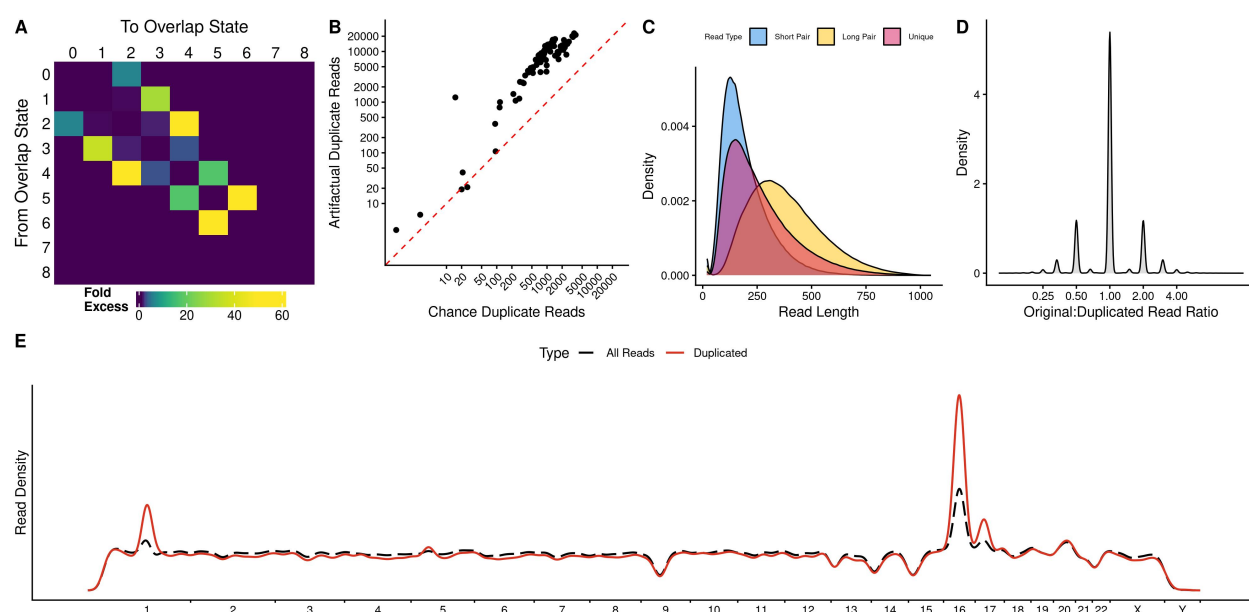 A
To Overlap State
0 1 2 3 4 5 6 7 8
From Overlap State
0
1
2
3
4
5
6
7
8
Fold
Excess
0 20 40 60
B
Artifactual Duplicate Reads
20000
10000
5000
2000
1000
500
200
100
50
20
10
10 20 50 100 200 500 1000 2000 5000 10000 20000
Chance Duplicate Reads
C
Read Type Short Pair Long Pair Unique
Density
0.004
0.002
0.000
0 250 500 750 1000
Read Length
D
Density
4
2
0
0.25 0.50 1.00 2.00 4.00
Original:Duplicated Read Ratio
E
Type All Reads Duplicated
Read Density
1 2 3 4 5 6 7 8 9 10 11 12 13 14 15 16 17 18 19 20 21 22 X Y